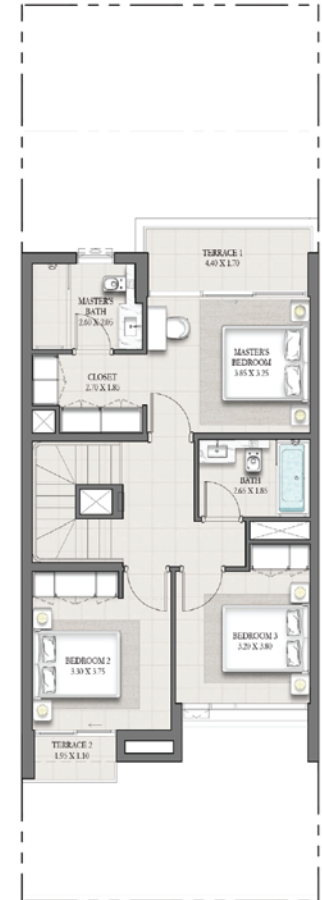 TERRACE 1
4.40 X 1.70
MASTER'S
BATH
2.60 X 2.05
MASTER'S
BEDROOM
3.85 X 3.25
CLOSET
2.70 X 1.85
BATH
2.65 X 1.85
BEDROOM 3
3.20 X 3.80
BEDROOM 2
3.30 X 3.75
TERRACE 2
1.95 X 1.10